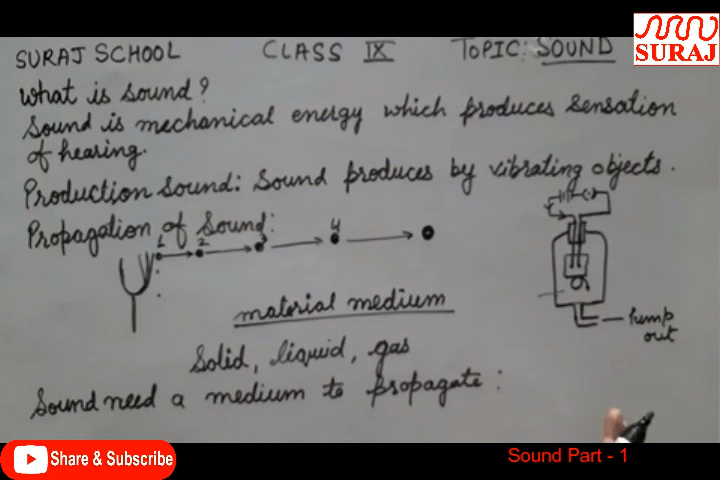 SURAJ SCHOOL CLASS IX TOPIC: SOUND
SURAJ
What is sound?
Sound is mechanical energy which produces sensation
of hearing.
Production Sound: Sound produces by vibrating objects.
Propagation of Sound:
1 2 3 4
material medium
Pump
out
Solid, liquid, gas
Sound need a medium to propagate:
Share & Subscribe
Sound Part - 1